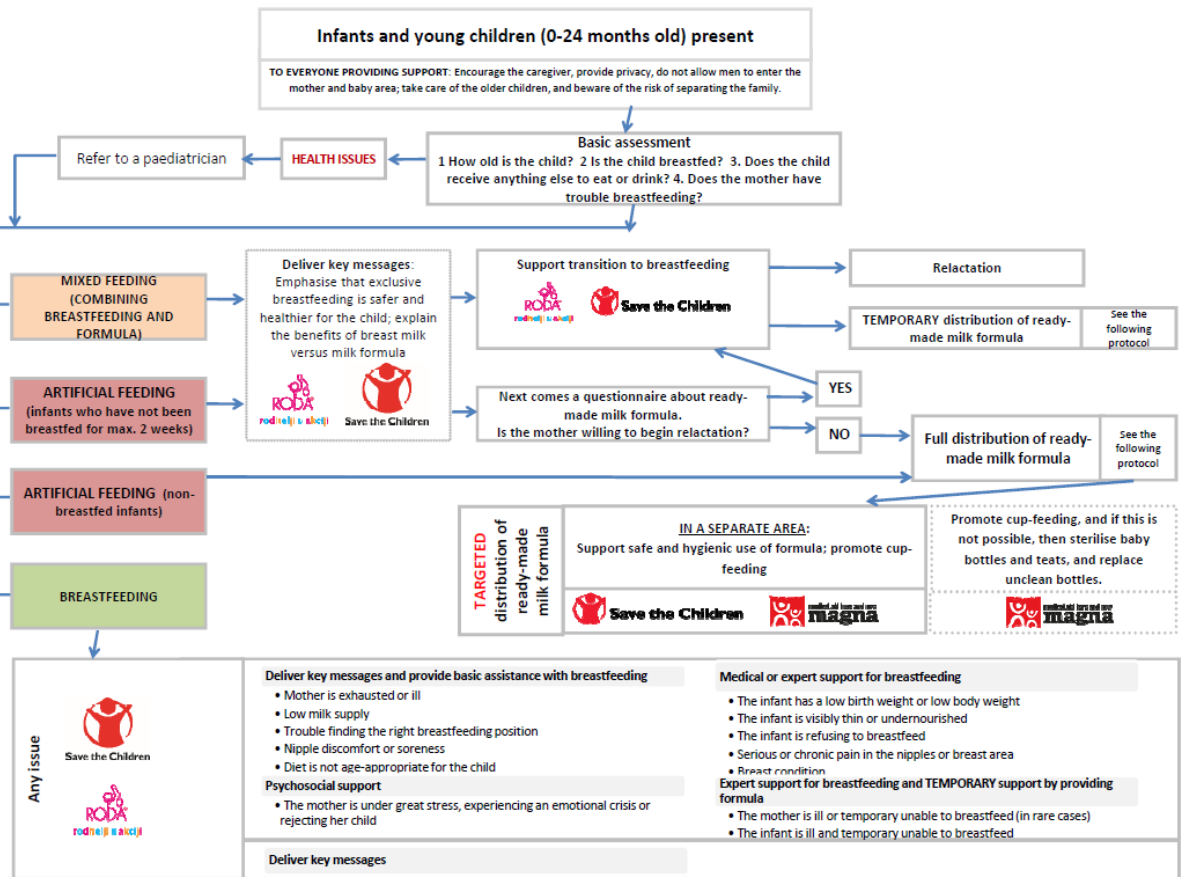 Infants and young children (0-24 months old) present
TO EVERYONE PROVIDING SUPPORT: Encourage the caregiver, provide privacy, do not allow men to enter the
mother and baby area; take care of the older children, and beware of the risk of separating the family.
Basic assessment
1 How old is the child? 2 Is the child breastfed? 3. Does the child
receive anything else to eat or drink? 4. Does the mother have
trouble breastfeeding?
HEALTH ISSUES
Refer to a paediatrician
MIXED FEEDING
(COMBINING
BREASTFEEDING AND
FORMULA)
Deliver key messages:
Emphasise that exclusive
breastfeeding is safer and
healthier for the child; explain
the benefits of breast milk
versus milk formula
RODA
roditelji u akciji
Save the Children
Support transition to breastfeeding
RODA
roditelji u akciji
Save the Children
Relactation
TEMPORARY distribution of ready-
made milk formula
See the
following
protocol
ARTIFICIAL FEEDING
(infants who have not been
breastfed for max. 2 weeks)
Next comes a questionnaire about ready-
made milk formula.
Is the mother willing to begin relactation?
YES
NO
Full distribution of ready-
made milk formula
See the
following
protocol
ARTIFICIAL FEEDING (non-
breastfed infants)
TARGETED
distribution of
ready-made
milk formula
IN A SEPARATE AREA:
Support safe and hygienic use of formula; promote cup-
feeding
Save the Children
magna
Promote cup-feeding, and if this is
not possible, then sterilise baby
bottles and teats, and replace
unclean bottles.
magna
BREASTFEEDING
Any issue
Save the Children
RODA
roditelji u akciji
Deliver key messages and provide basic assistance with breastfeeding
• Mother is exhausted or ill
• Low milk supply
• Trouble finding the right breastfeeding position
• Nipple discomfort or soreness
• Diet is not age-appropriate for the child
Psychosocial support
• The mother is under great stress, experiencing an emotional crisis or
rejecting her child
Medical or expert support for breastfeeding
• The infant has a low birth weight or low body weight
• The infant is visibly thin or undernourished
• The infant is refusing to breastfeed
• Serious or chronic pain in the nipples or breast area
• Breast condition
Expert support for breastfeeding and TEMPORARY support by providing
formula
• The mother is ill or temporary unable to breastfeed (in rare cases)
• The infant is ill and temporary unable to breastfeed
Deliver key messages